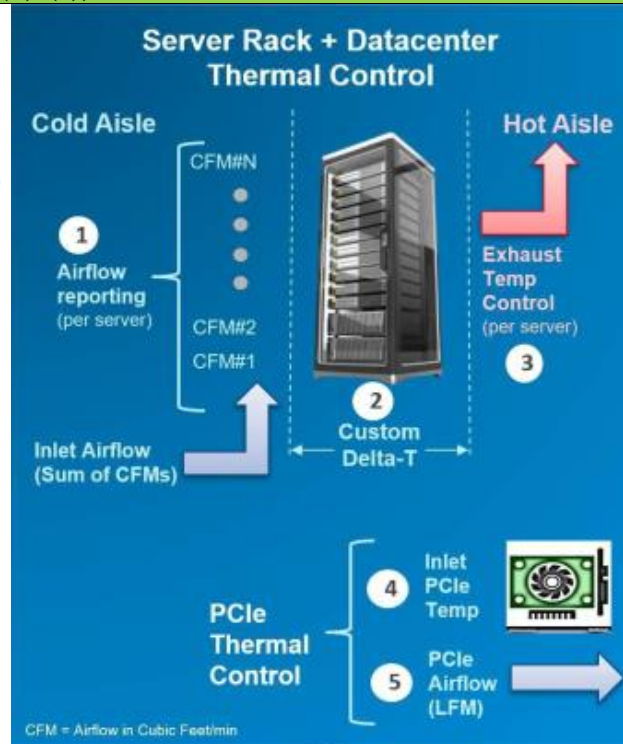 Server Rack + Datacenter
Thermal Control
Cold Aisle
Hot Aisle
CFM#N
1
Airflow
reporting
(per server)
CFM#2
CFM#1
Inlet Airflow
(Sum of CFMs)
2
Custom
Delta-T
Exhaust
Temp
Control
(per server)
3
PCIe
Thermal
Control
4
Inlet
PCIe
Temp
5
PCIe
Airflow
(LFM)
CFM = Airflow in Cubic Feet/min